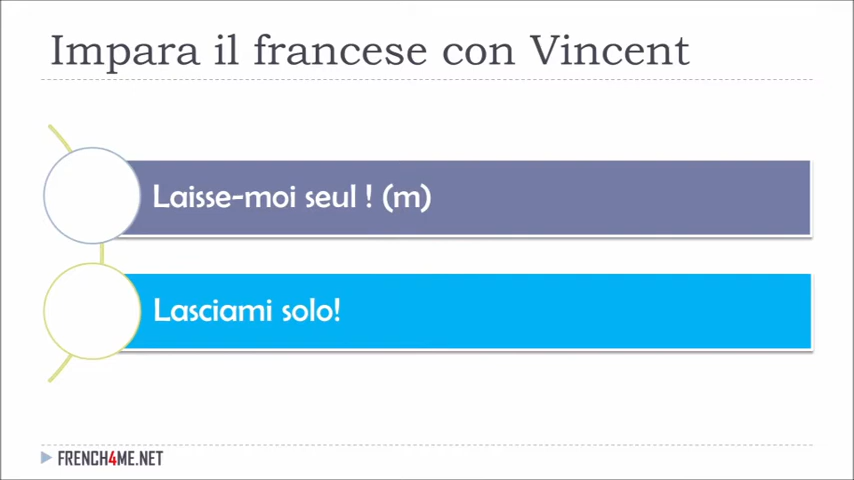 Impara il francese con Vincent
Laisse-moi seul ! (m)
Lasciami solo!
FRENCH4ME.NET